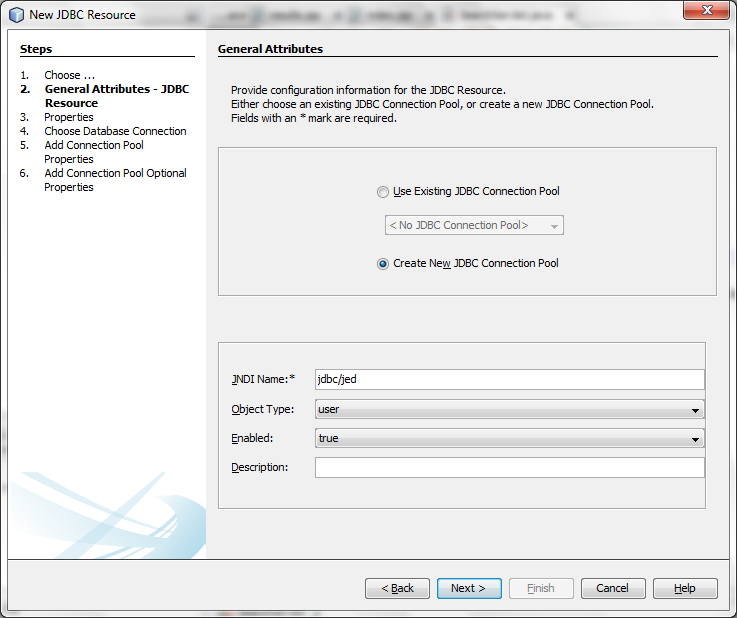 New JDBC Resource
Steps
1. Choose ...
2. General Attributes - JDBC
Resource
3. Properties
4. Choose Database Connection
5. Add Connection Pool
Properties
6. Add Connection Pool Optional
Properties
General Attributes
Provide configuration information for the JDBC Resource.
Either choose an existing JDBC Connection Pool, or create a new JDBC Connection Pool.
Fields with an * mark are required.
Use Existing JDBC Connection Pool
< No JDBC Connection Pool>
Create New JDBC Connection Pool
JNDI Name:* jdbc/jed
Object Type: user
Enabled: true
Description:
< Back Next > Finish Cancel Help